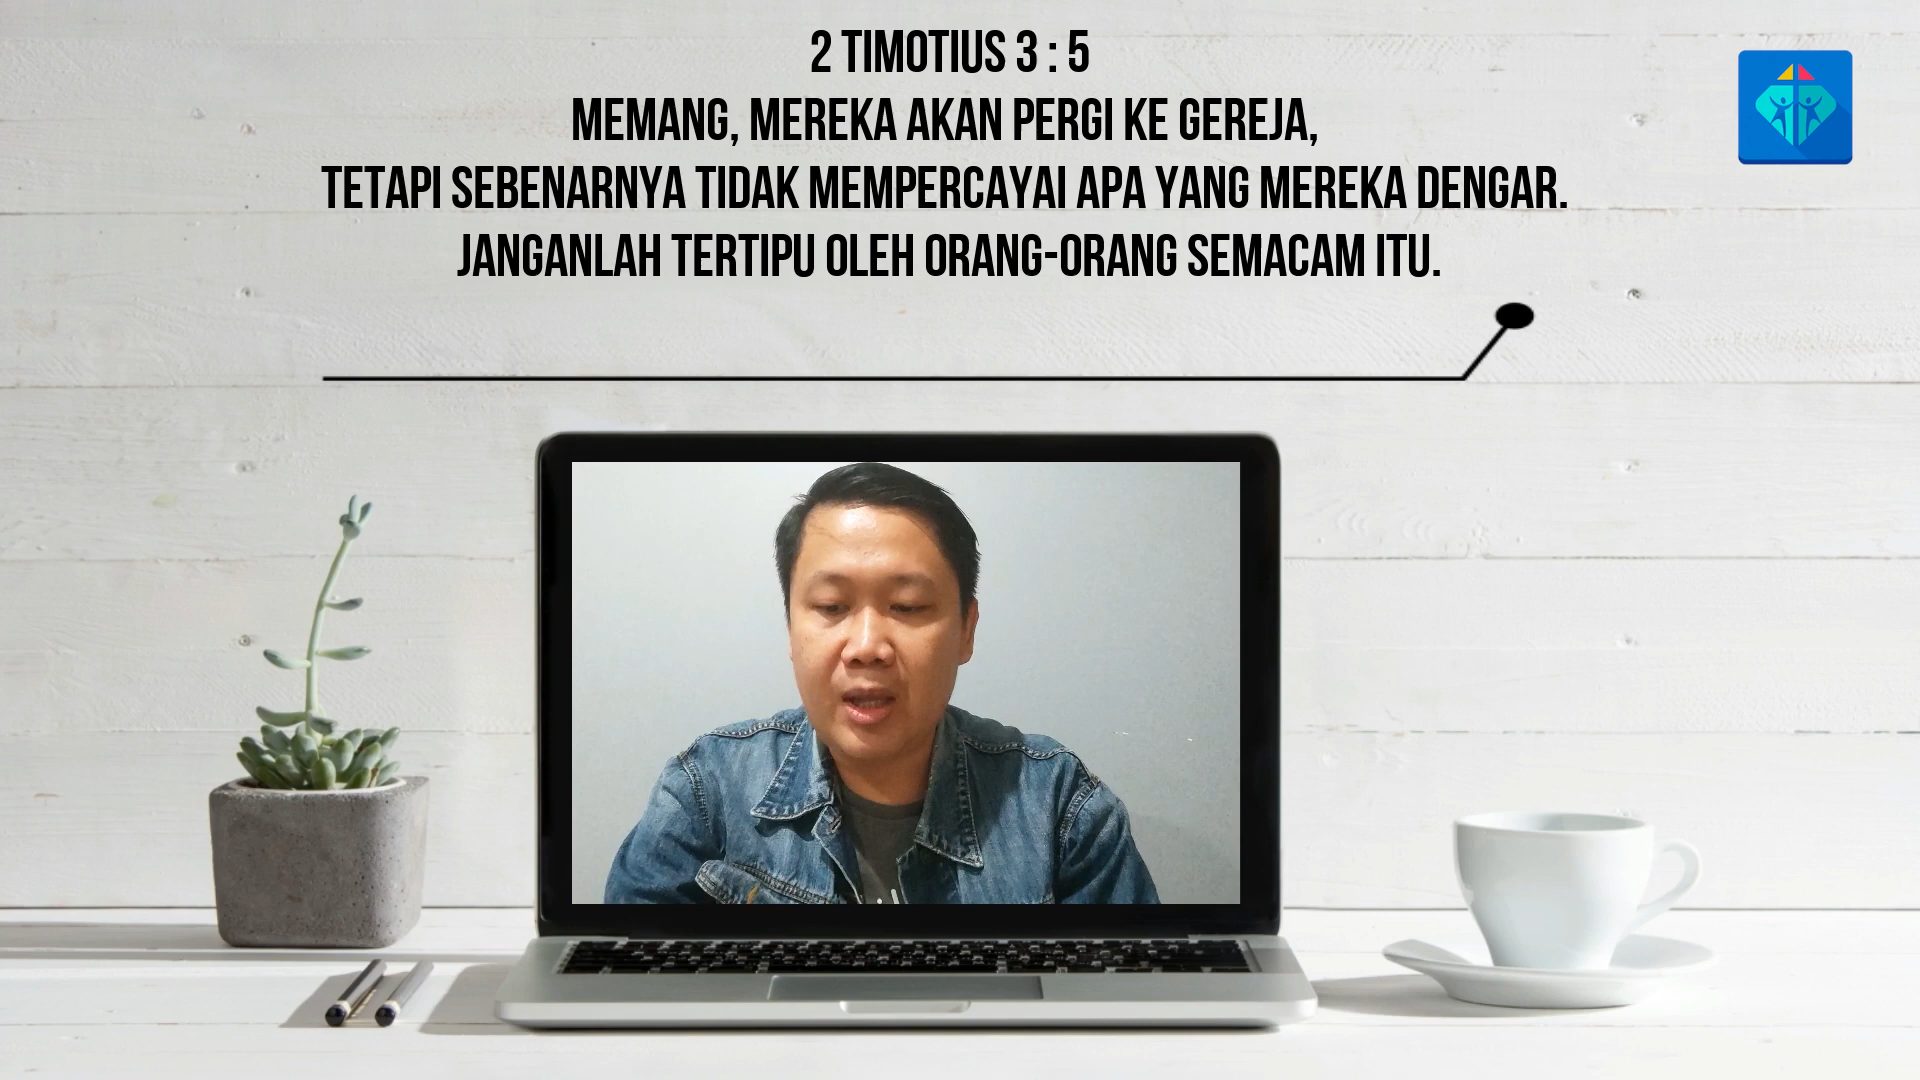 2 TIMOTIUS 3 : 5
MEMANG, MEREKA AKAN PERGI KE GEREJA,
TETAPI SEBENARNYA TIDAK MEMPERCAYAI APA YANG MEREKA DENGAR.
JANGANLAH TERTIPU OLEH ORANG-ORANG SEMACAM ITU.